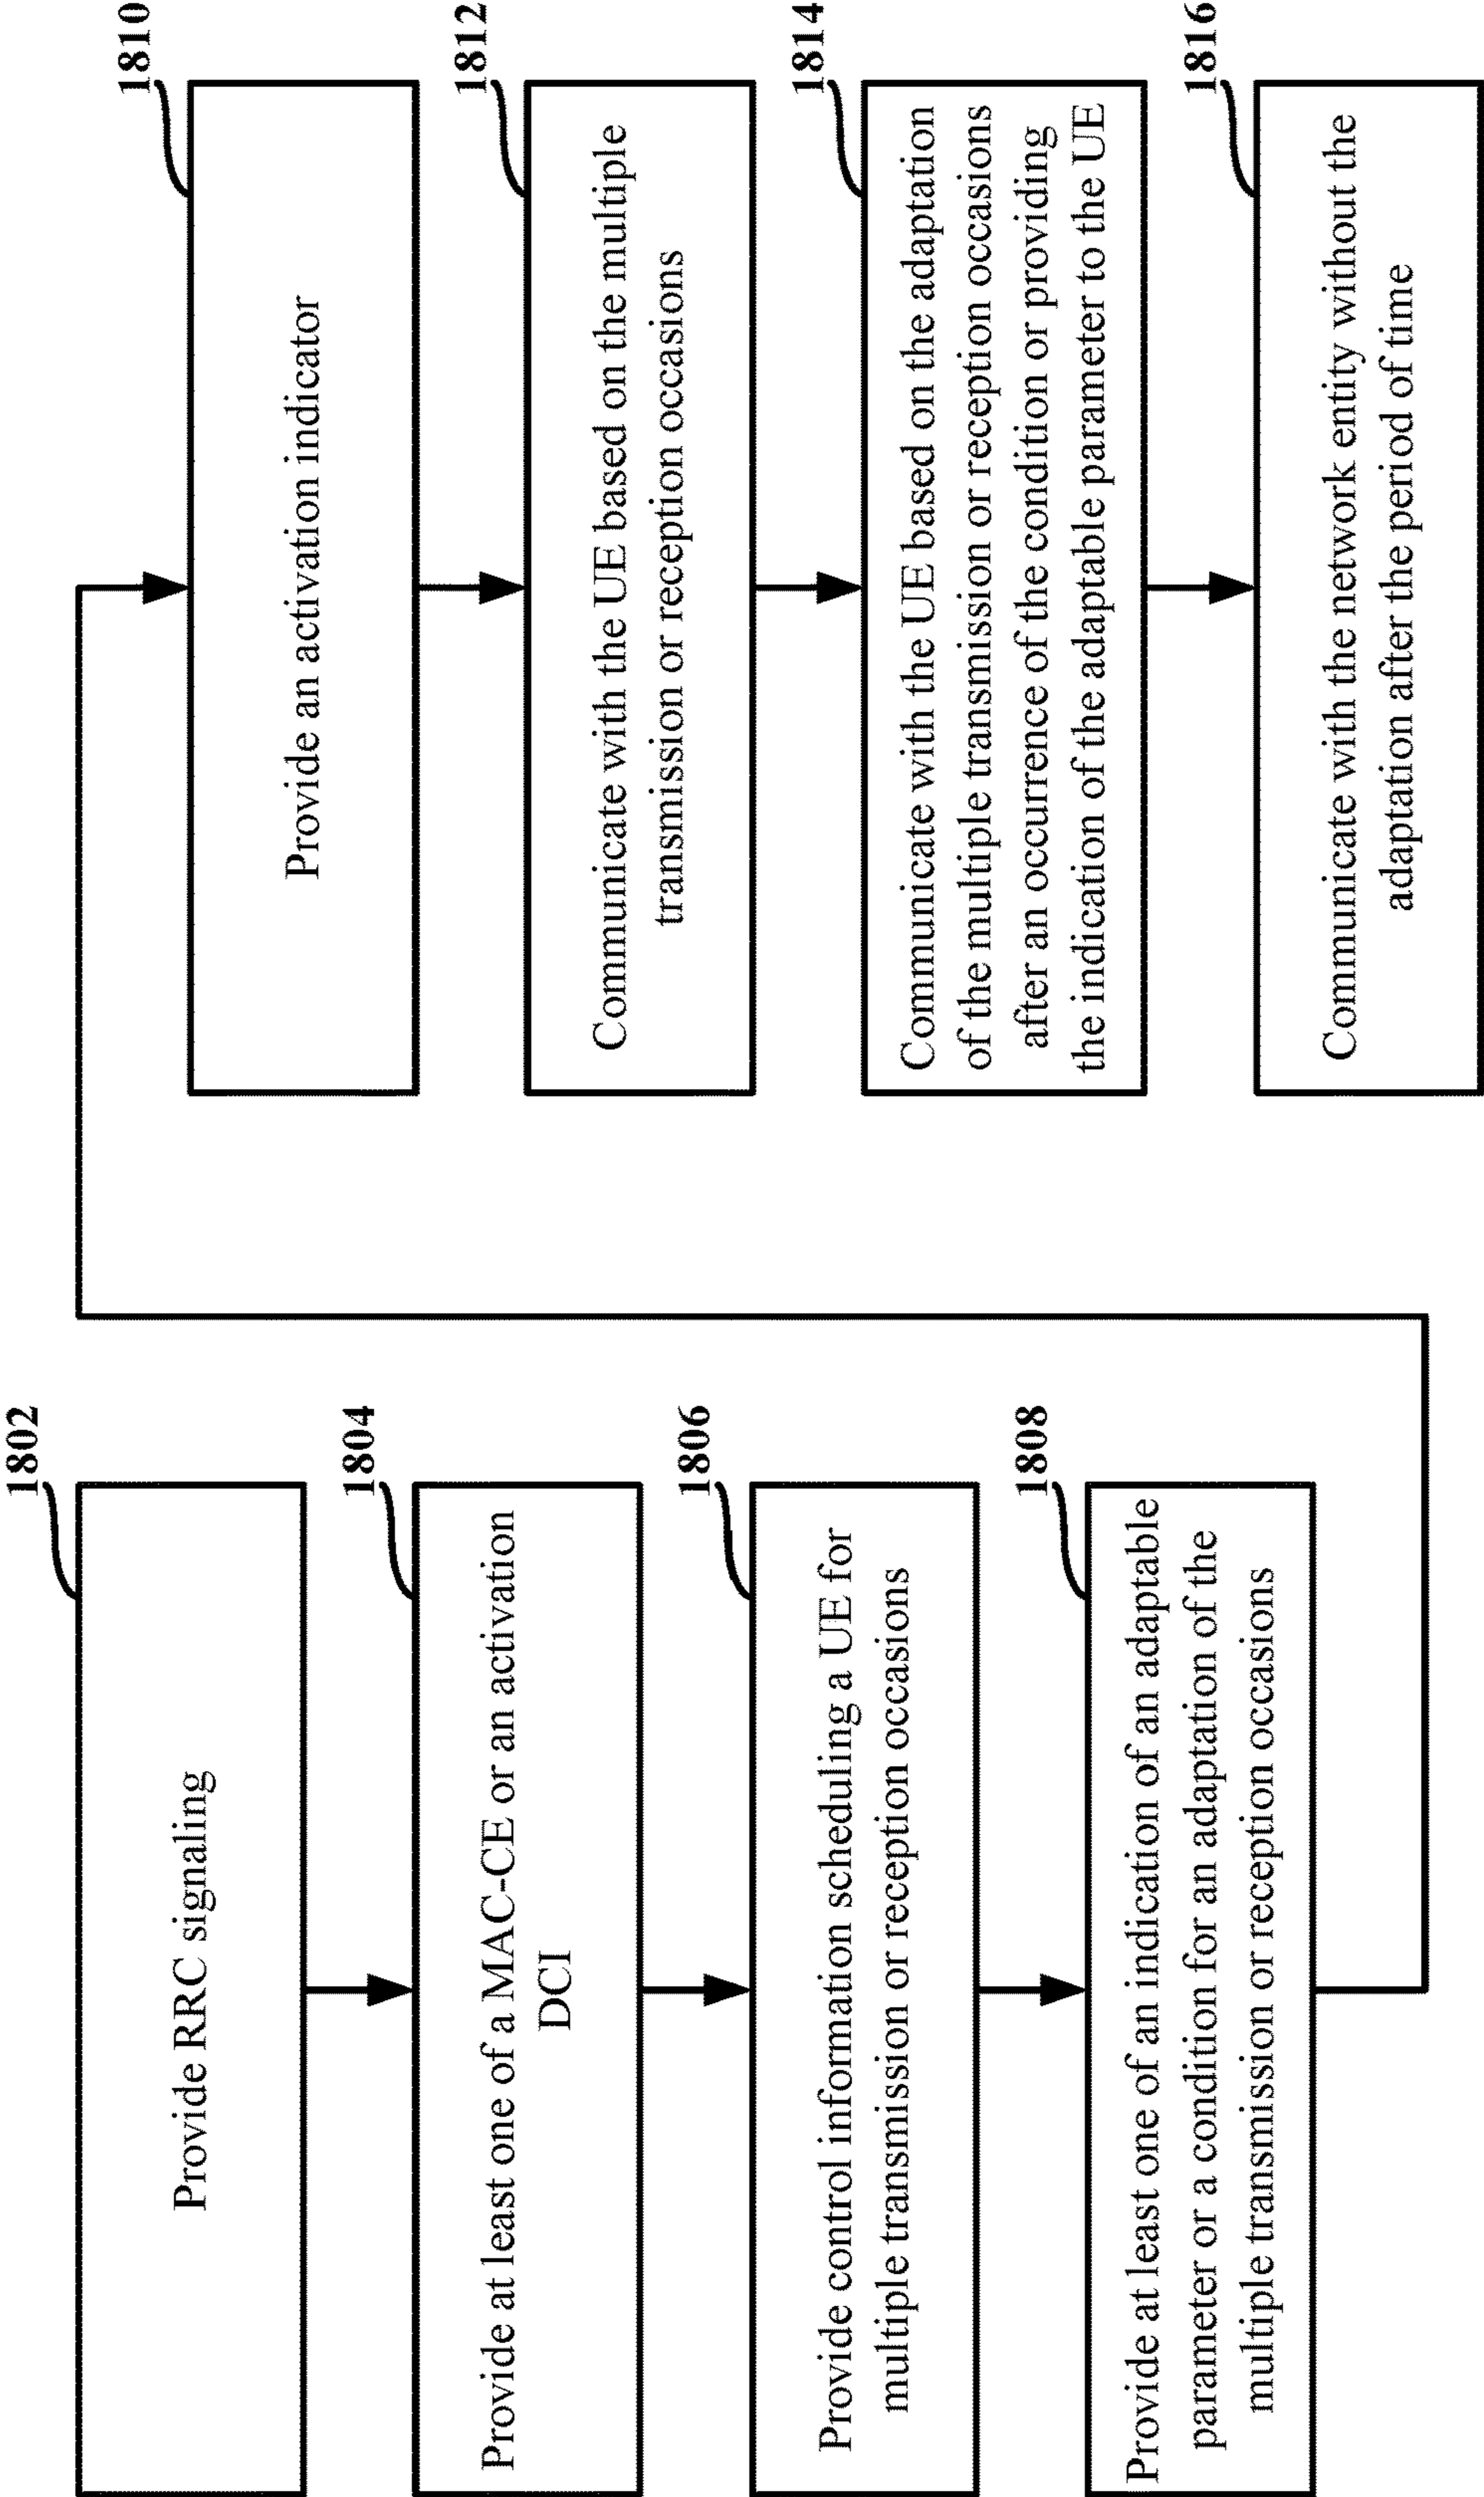 1802
Provide RRC signaling
1804
Provide at least one of a MAC-CE or an activation
DCI
1806
Provide control information scheduling a UE for
multiple transmission or reception occasions
1808
Provide at least one of an indication of an adaptable
parameter or a condition for an adaptation of the
multiple transmission or reception occasions
1810
Provide an activation indicator
1812
Communicate with the UE based on the multiple
transmission or reception occasions
1814
Communicate with the UE based on the adaptation
of the multiple transmission or reception occasions
after an occurrence of the condition or providing
the indication of the adaptable parameter to the UE
1816
Communicate with the network entity without the
adaptation after the period of time